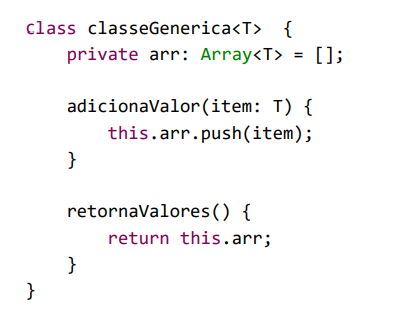 class classeGenerica<T>  {
    private arr: Array<T> = [];

    adicionaValor(item: T) {
        this.arr.push(item);
    }

    retornaValores() {
        return this.arr;
    }
}